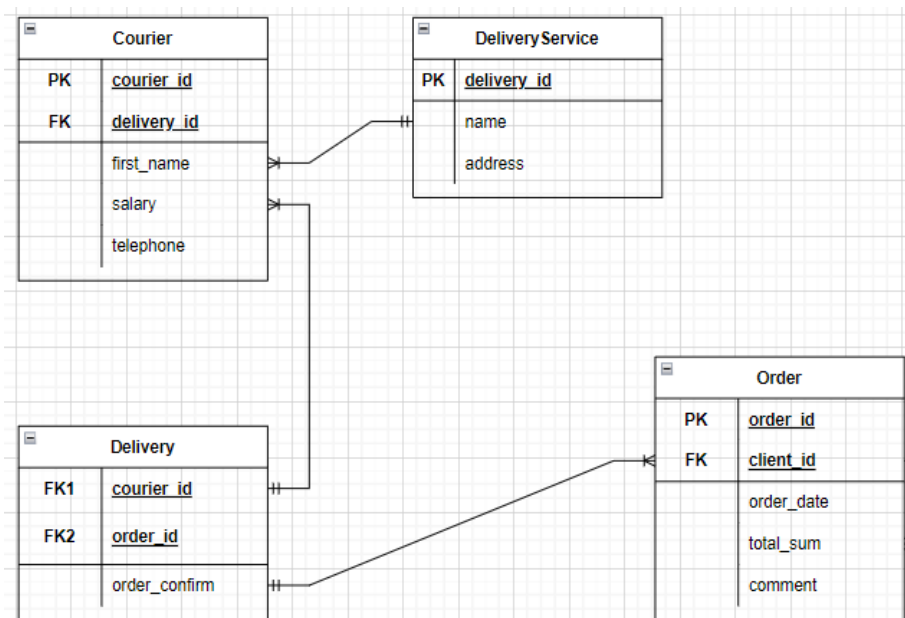 Courier
PK courier_id
FK delivery_id
first_name
salary
telephone
DeliveryService
PK delivery_id
name
address
Delivery
FK1 courier_id
FK2 order_id
order_confirm
Order
PK order_id
FK client_id
order_date
total_sum
comment